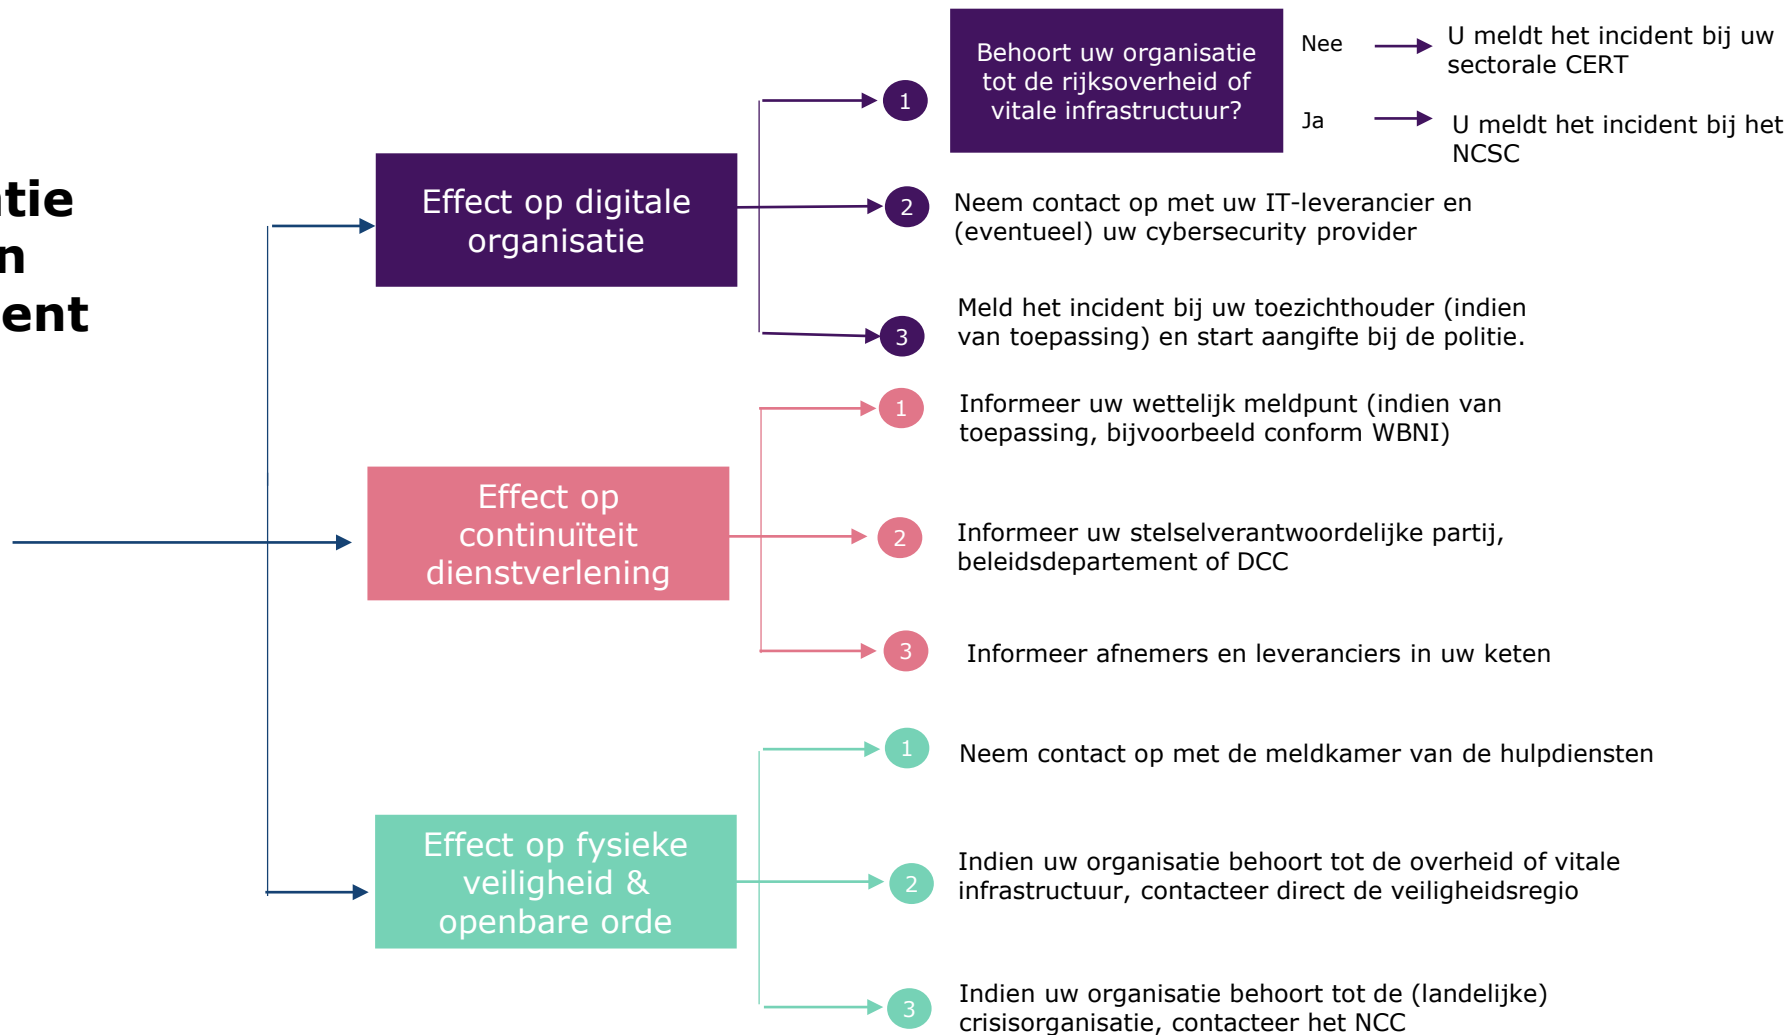 Behoort uw organisatie
tot de rijksoverheid of
vitale infrastructuur?
Nee
U meldt het incident bij uw
sectorale CERT
Ja
U meldt het incident bij het
NCSC
1
Effect op digitale
organisatie
2
Neem contact op met uw IT-leverancier en
(eventueel) uw cybersecurity provider
3
Meld het incident bij uw toezichthouder (indien
van toepassing) en start aangifte bij de politie.
Effect op
continuïteit
dienstverlening
1
Informeer uw wettelijk meldpunt (indien van
toepassing, bijvoorbeeld conform WBNI)
2
Informeer uw stelselverantwoordelijke partij,
beleidsdepartement of DCC
3
Informeer afnemers en leveranciers in uw keten
Effect op fysieke
veiligheid &
openbare orde
1
Neem contact op met de meldkamer van de hulpdiensten
2
Indien uw organisatie behoort tot de overheid of vitale
infrastructuur, contacteer direct de veiligheidsregio
3
Indien uw organisatie behoort tot de (landelijke)
crisisorganisatie, contacteer het NCC